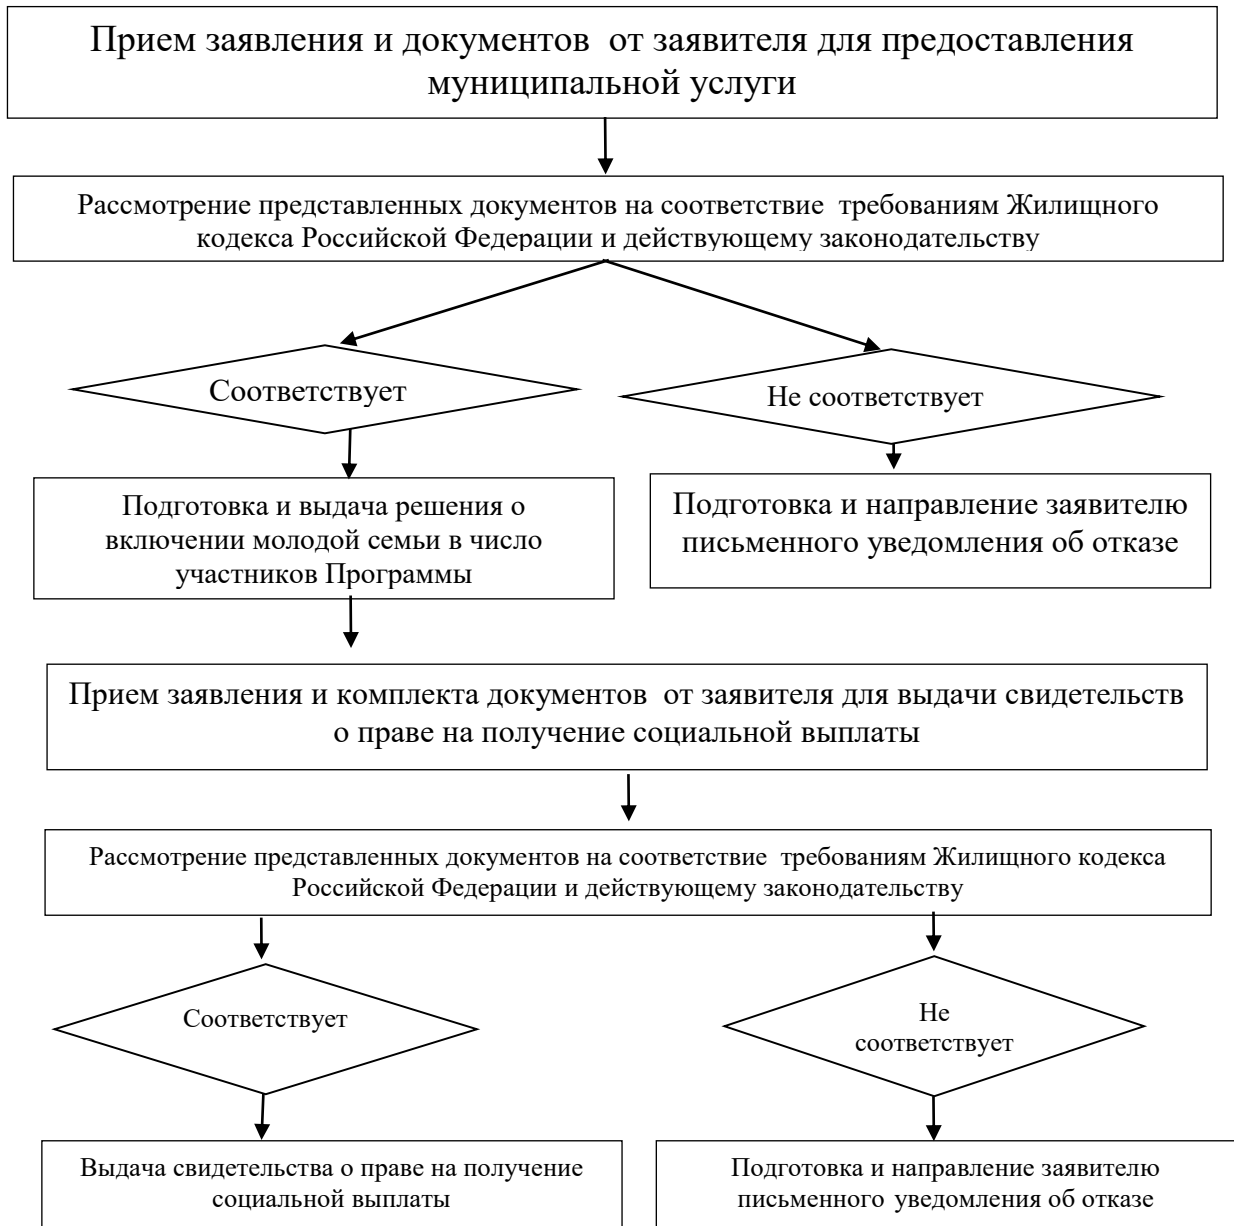 Прием заявления и документов  от заявителя для предоставления
муниципальной услуги
Рассмотрение представленных документов на соответствие  требованиям Жилищного
кодекса Российской Федерации и действующему законодательству
Соответствует
Не соответствует
Подготовка и выдача решения о
включении молодой семьи в число
участников Программы
Подготовка и направление заявителю
письменного уведомления об отказе
Прием заявления и комплекта документов  от заявителя для выдачи свидетельств
о праве на получение социальной выплаты
Рассмотрение представленных документов на соответствие  требованиям Жилищного кодекса
Российской Федерации и действующему законодательству
Соответствует
Не
соответствует
Выдача свидетельства о праве на получение
социальной выплаты
Подготовка и направление заявителю
письменного уведомления об отказе